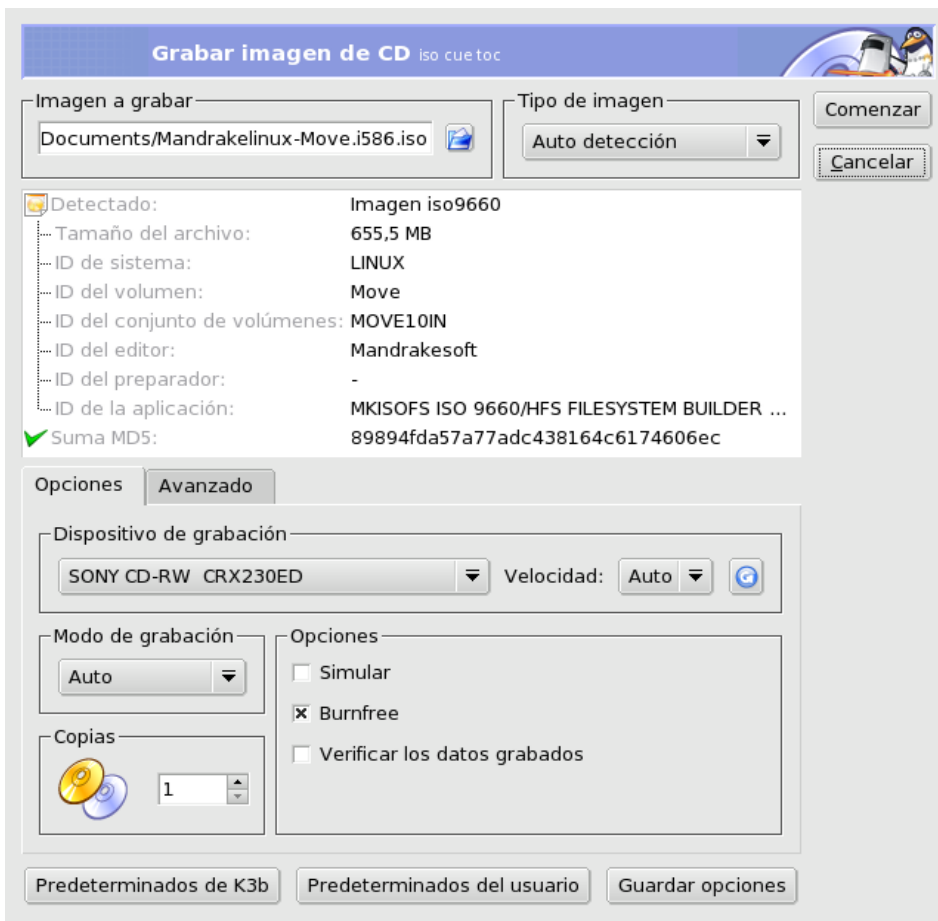 Grabar imagen de CD iso cue toc
Imagen a grabar
Tipo de imagen
Documents/Mandrakelinux-Move.i586.iso
Auto detección
Comenzar
Cancelar
Detectado: Imagen iso9660
Tamaño del archivo: 655,5 MB
ID de sistema: LINUX
ID del volumen: Move
ID del conjunto de volúmenes: MOVE10IN
ID del editor: Mandrakesoft
ID del preparador: -
ID de la aplicación: MKISOFS ISO 9660/HFS FILESYSTEM BUILDER ...
Suma MD5: 89894fda57a77adc438164c6174606ec
Opciones
Avanzado
Dispositivo de grabación
SONY CD-RW CRX230ED
Velocidad: Auto
Modo de grabación
Auto
Opciones
Simular
Burnfree
Verificar los datos grabados
Copias
1
Predeterminados de K3b
Predeterminados del usuario
Guardar opciones